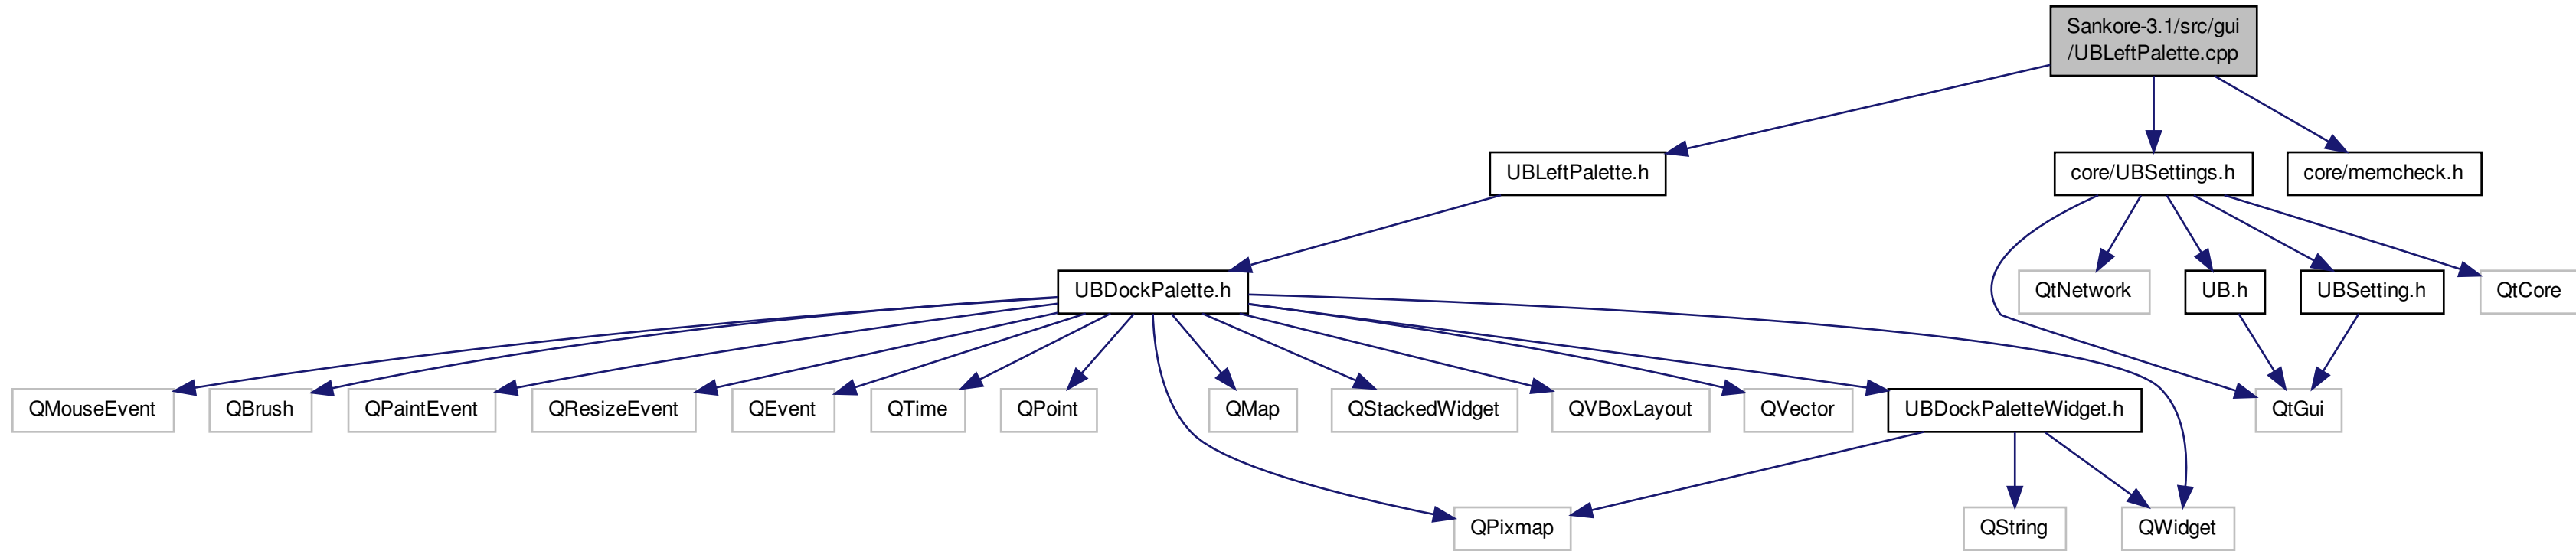 Sankore-3.1/src/gui
/UBLeftPalette.cpp
UBLeftPalette.h
core/UBSettings.h
core/memcheck.h
UBDockPalette.h
QtNetwork
UB.h
UBSetting.h
QtCore
QMouseEvent
QBrush
QPaintEvent
QResizeEvent
QEvent
QTime
QPoint
QMap
QStackedWidget
QVBoxLayout
QVector
UBDockPaletteWidget.h
QtGui
QPixmap
QString
QWidget